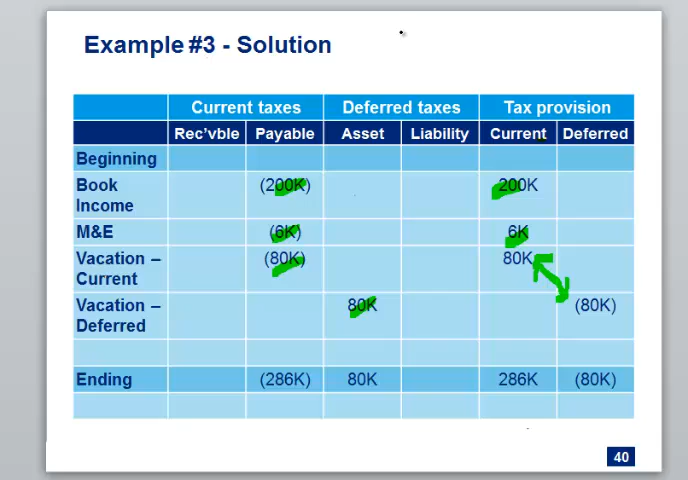 Example #3 - Solution
Current taxes Deferred taxes Tax provision
Rec'vble Payable Asset Liability Current Deferred
Beginning
Book Income (200K) 200K
M&E (6K) 6K
Vacation – Current (80K) 80K
Vacation – Deferred 80K (80K)
Ending (286K) 80K 286K (80K)
40